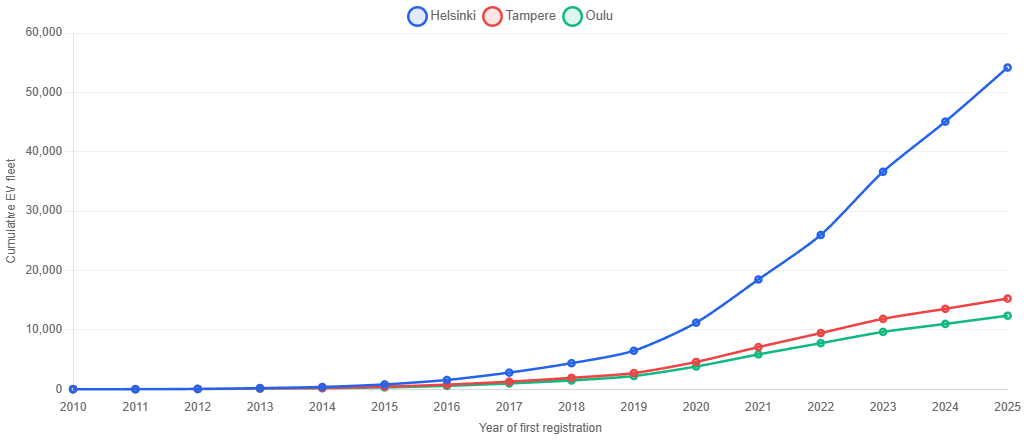 Helsinki Tampere Oulu
60,000
50,000
40,000
30,000
20,000
10,000
0
Cumulative EV fleet
2010 2011 2012 2013 2014 2015 2016 2017 2018 2019 2020 2021 2022 2023 2024 2025
Year of first registration